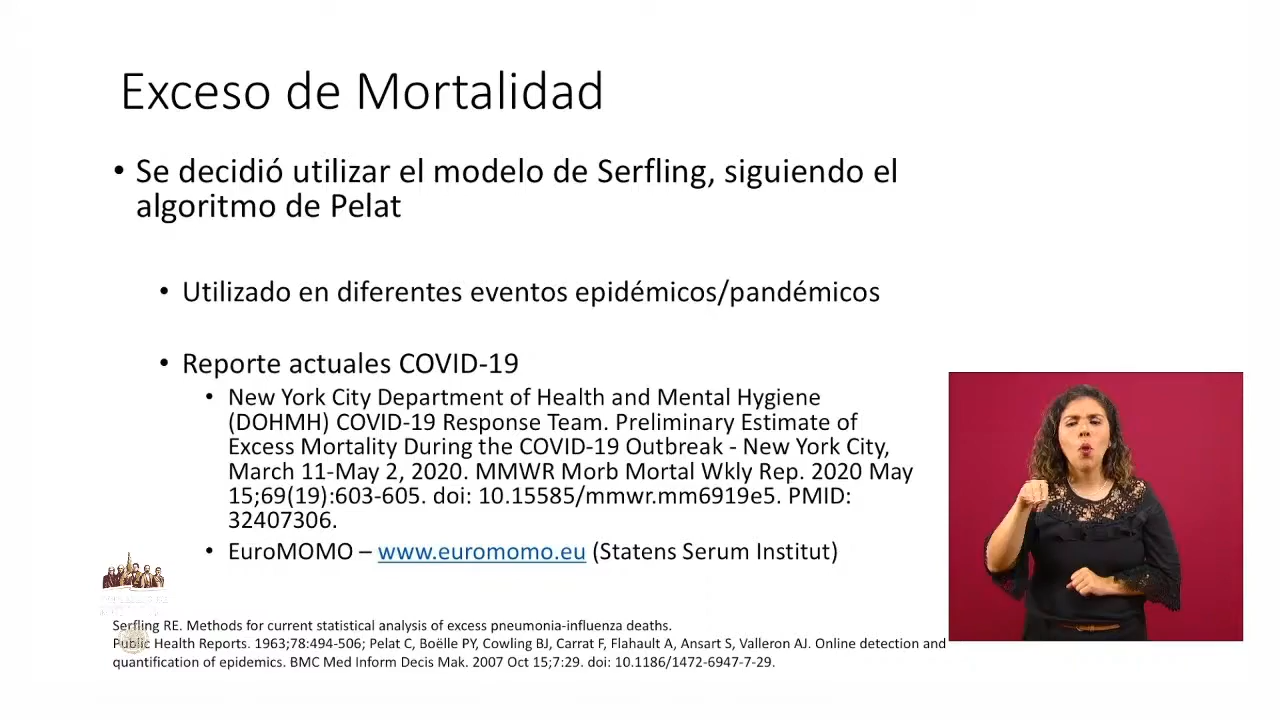 Exceso de Mortalidad
• Se decidió utilizar el modelo de Serfling, siguiendo el
algoritmo de Pelat
• Utilizado en diferentes eventos epidémicos/pandémicos
• Reporte actuales COVID-19
• New York City Department of Health and Mental Hygiene
(DOHMH) COVID-19 Response Team. Preliminary Estimate of
Excess Mortality During the COVID-19 Outbreak - New York City,
March 11-May 2, 2020. MMWR Morb Mortal Wkly Rep. 2020 May
15;69(19):603-605. doi: 10.15585/mmwr.mm6919e5. PMID:
32407306.
• EuroMOMO – www.euromomo.eu (Statens Serum Institut)
Serfling RE. Methods for current statistical analysis of excess pneumonia-influenza deaths.
Public Health Reports. 1963;78:494-506; Pelat C, Boëlle PY, Cowling BJ, Carrat F, Flahault A, Ansart S, Valleron AJ. Online detection and
quantification of epidemics. BMC Med Inform Decis Mak. 2007 Oct 15;7:29. doi: 10.1186/1472-6947-7-29.